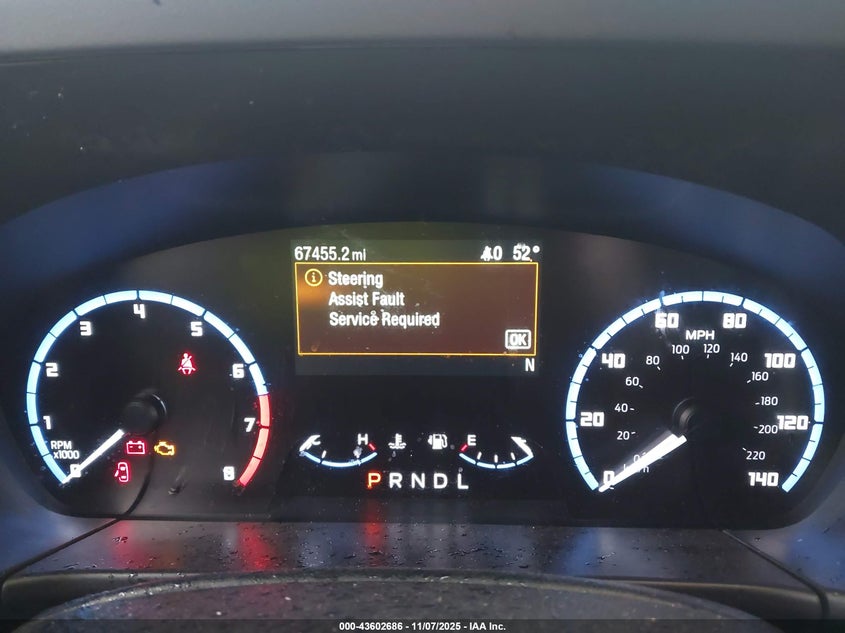 67455.2 mi
52°
Steering
Assist Fault
Service Required
OK
N
4
3
5
2
6
1
7
RPM
x1000
0
8
H
E
P R N D L
60
80
MPH
40
100
20
120
0
140
80
100
120
140
60
160
40
180
20
200
220
000-43602686 - 11/07/2025 - IAA Inc.